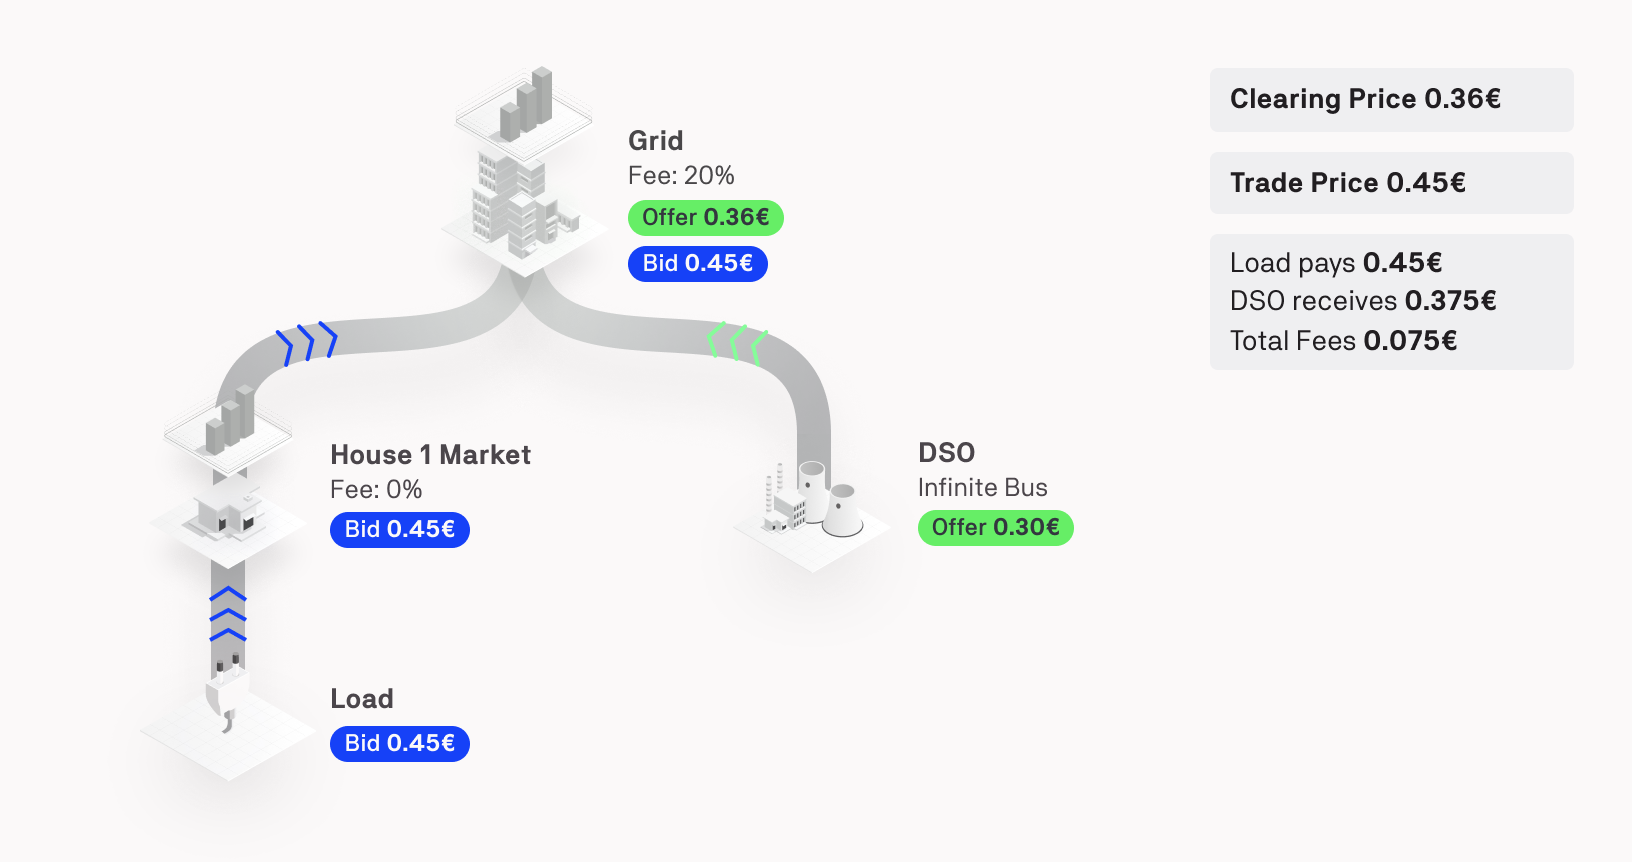 Grid
Fee: 20%
Offer 0.36€
Bid 0.45€
House 1 Market
Fee: 0%
Bid 0.45€
Load
Bid 0.45€
DSO
Infinite Bus
Offer 0.30€
Clearing Price 0.36€
Trade Price 0.45€
Load pays 0.45€
DSO receives 0.375€
Total Fees 0.075€